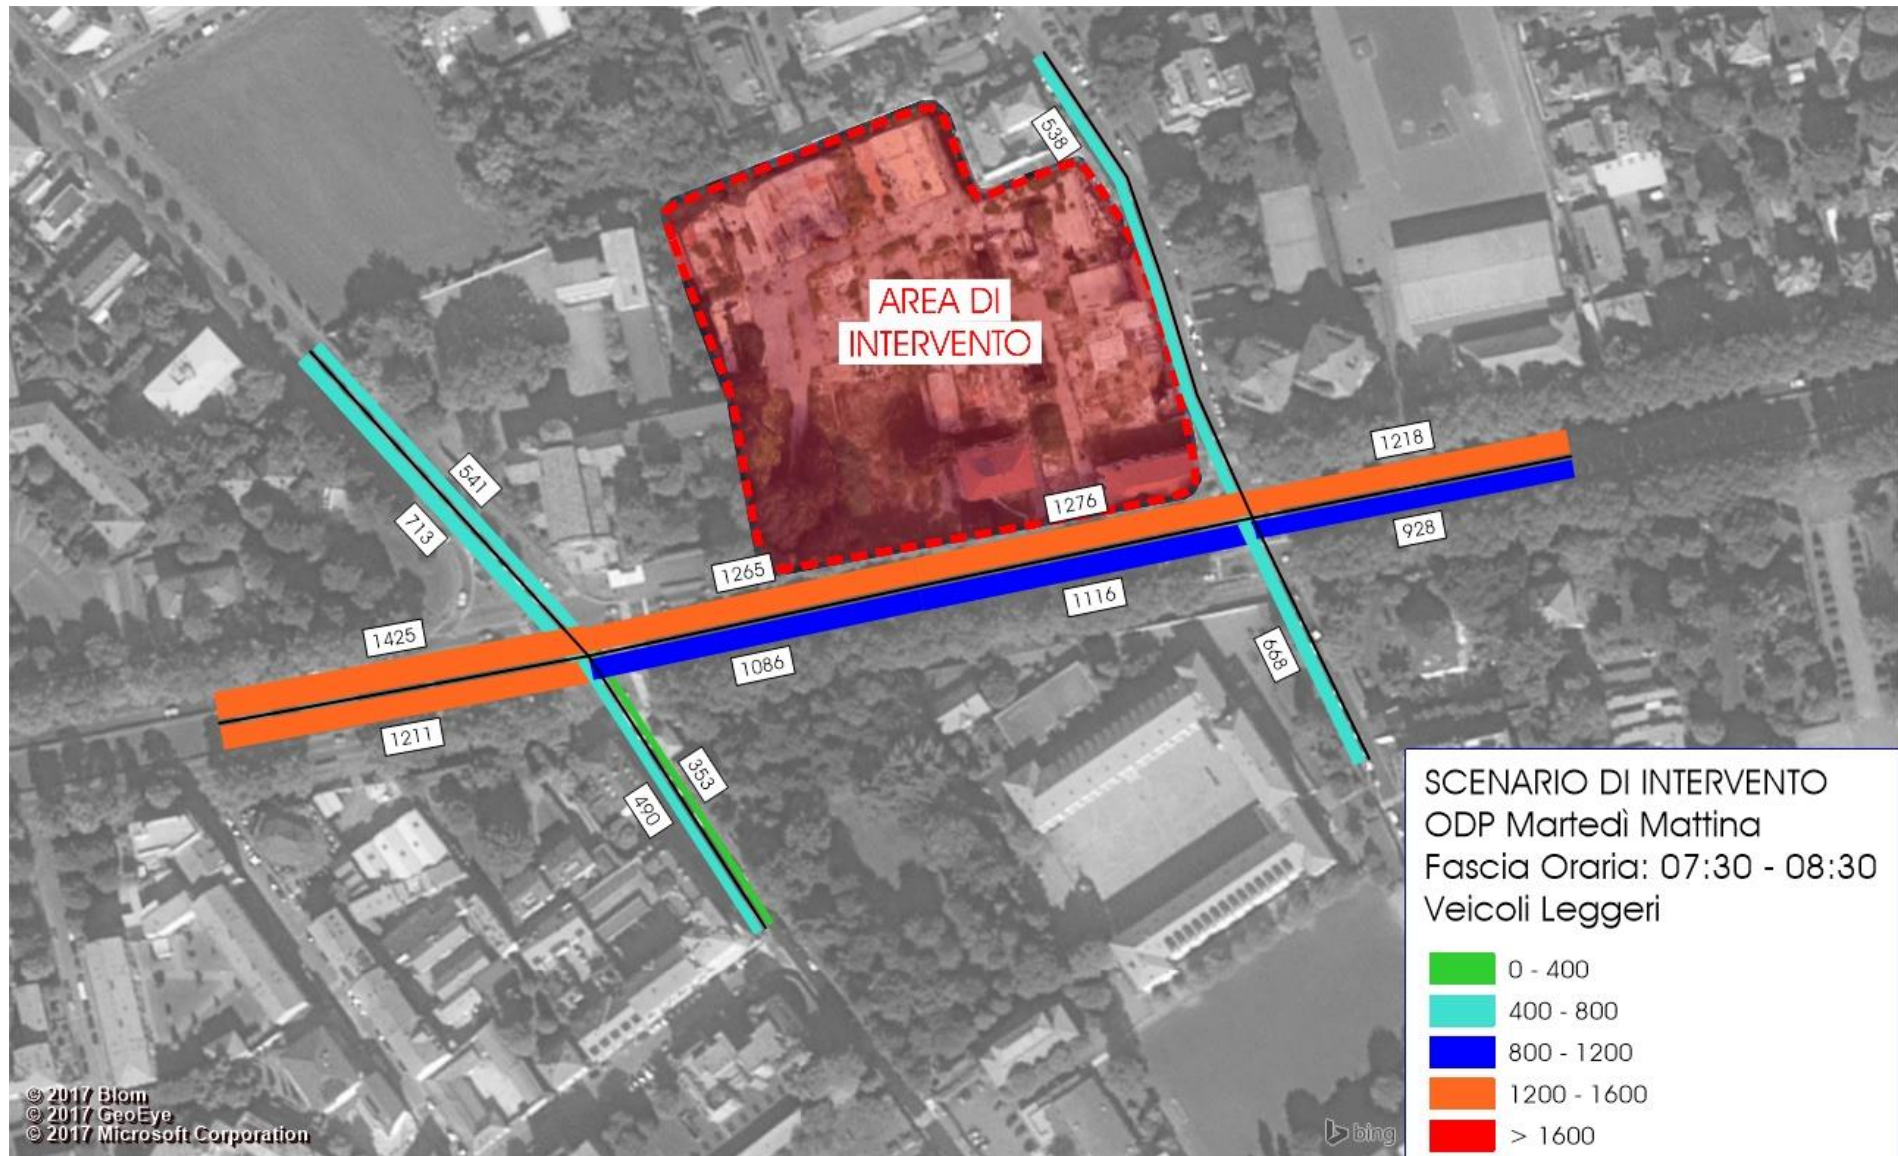 538
AREA DI
INTERVENTO
1218
541
1276
713
928
1265
1116
1425
1086
668
1211
353
490
SCENARIO DI INTERVENTO
ODP Martedì Mattina
Fascia Oraria: 07:30 - 08:30
Veicoli Leggeri
0 - 400
400 - 800
800 - 1200
1200 - 1600
> 1600
© 2017 Blom
© 2017 GeoEye
© 2017 Microsoft Corporation
bing